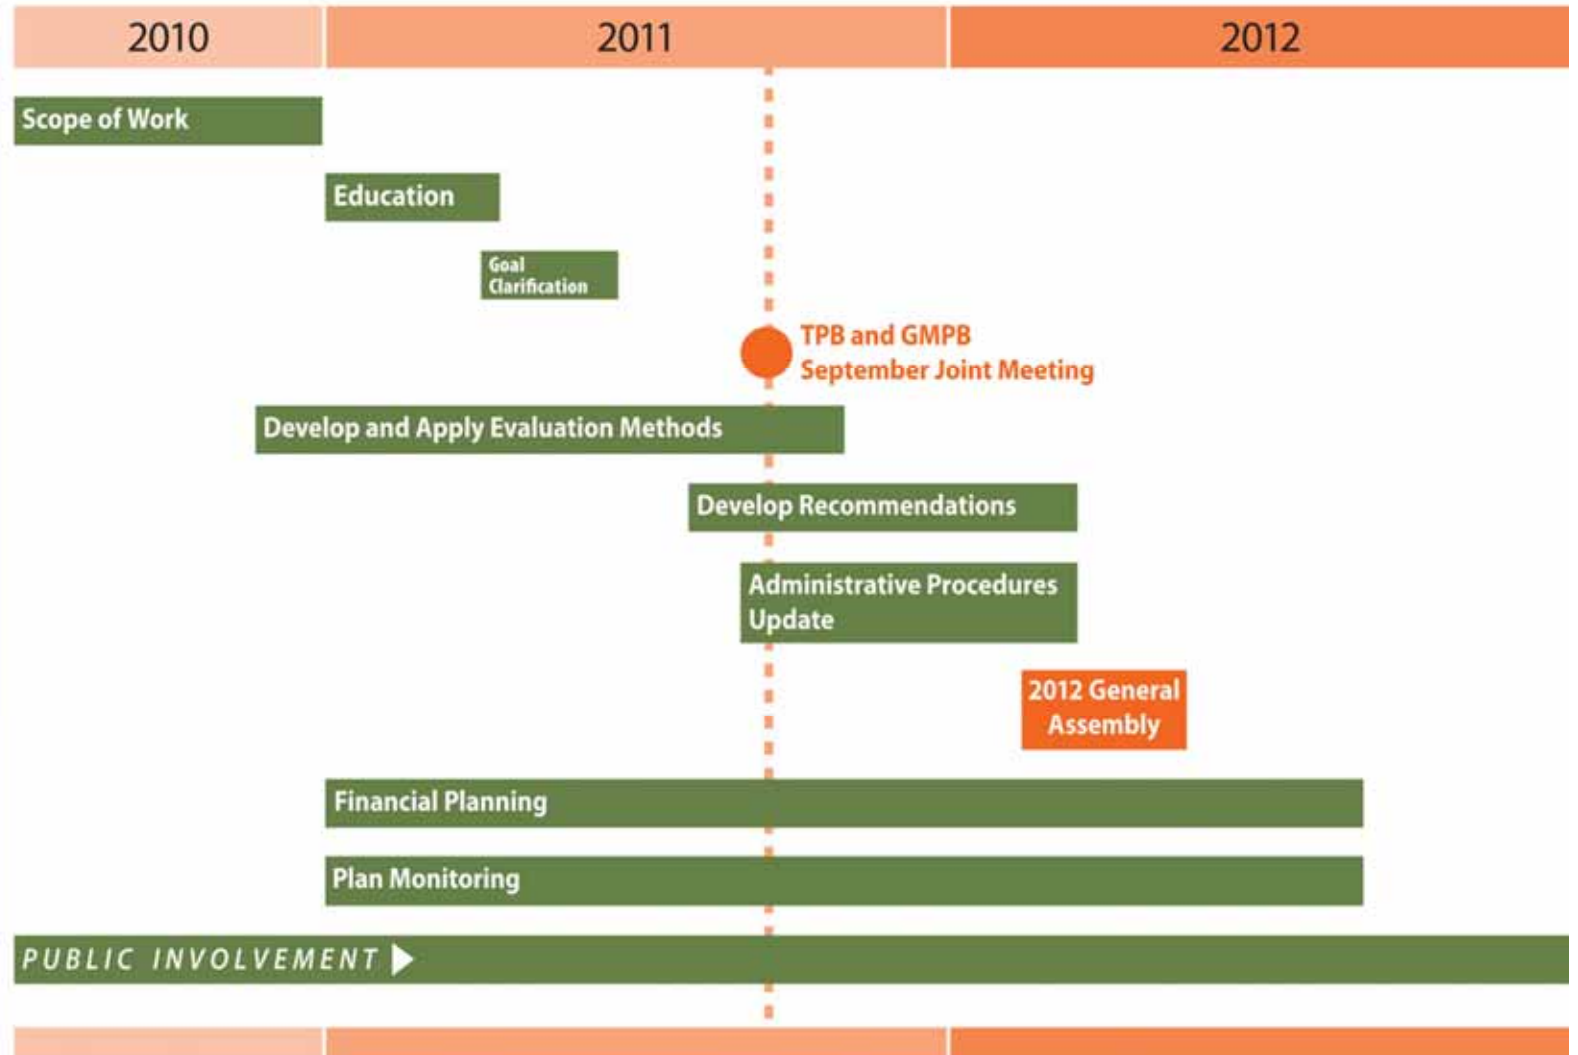 2010 2011 2012
Scope of Work
Education
Goal
Clarification
TPB and GMPB
September Joint Meeting
Develop and Apply Evaluation Methods
Develop Recommendations
Administrative Procedures
Update
2012 General
Assembly
Financial Planning
Plan Monitoring
PUBLIC INVOLVEMENT